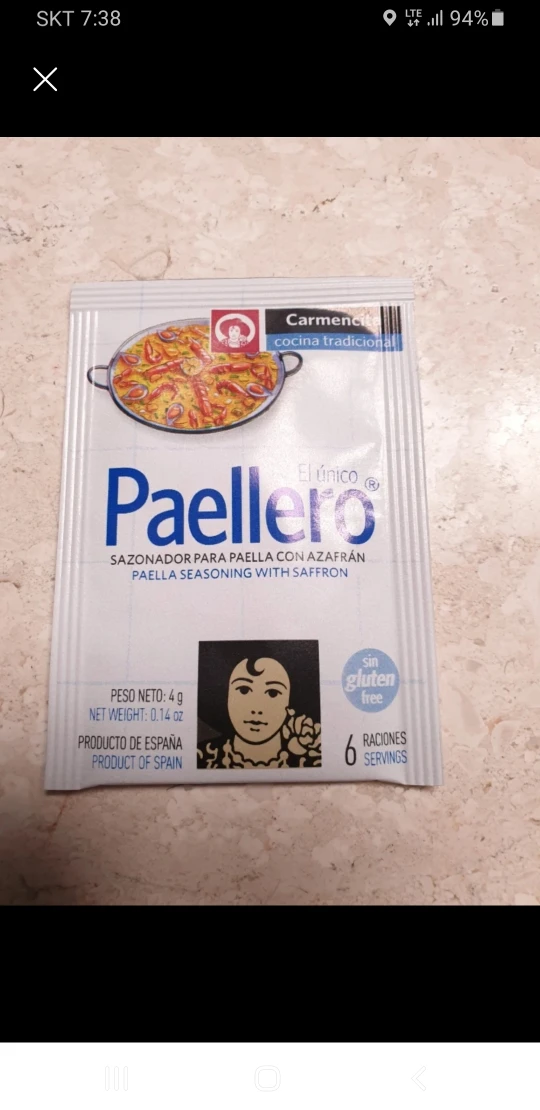 SKT 7:38
LTE
94%
Carmencita
cocina tradicional
El único
Paellero®
SAZONADOR PARA PAELLA CON AZAFRÁN
PAELLA SEASONING WITH SAFFRON
sin
gluten
free
PESO NETO: 4 g
NET WEIGHT: 0.14 oz
PRODUCTO DE ESPAÑA
PRODUCT OF SPAIN
6 RACIONES
SERVINGS